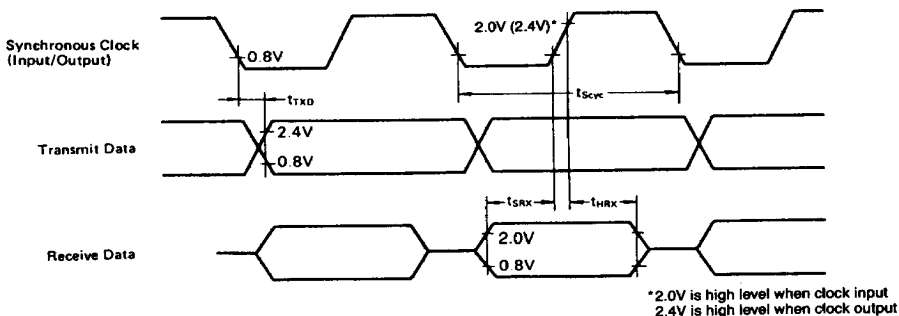 Synchronous Clock
(Input/Output)
0.8V
2.0V (2.4V)*
tTXD
tScyc
Transmit Data
2.4V
0.8V
tSRX
tHRX
Receive Data
2.0V
0.8V
*2.0V is high level when clock input
2.4V is high level when clock output